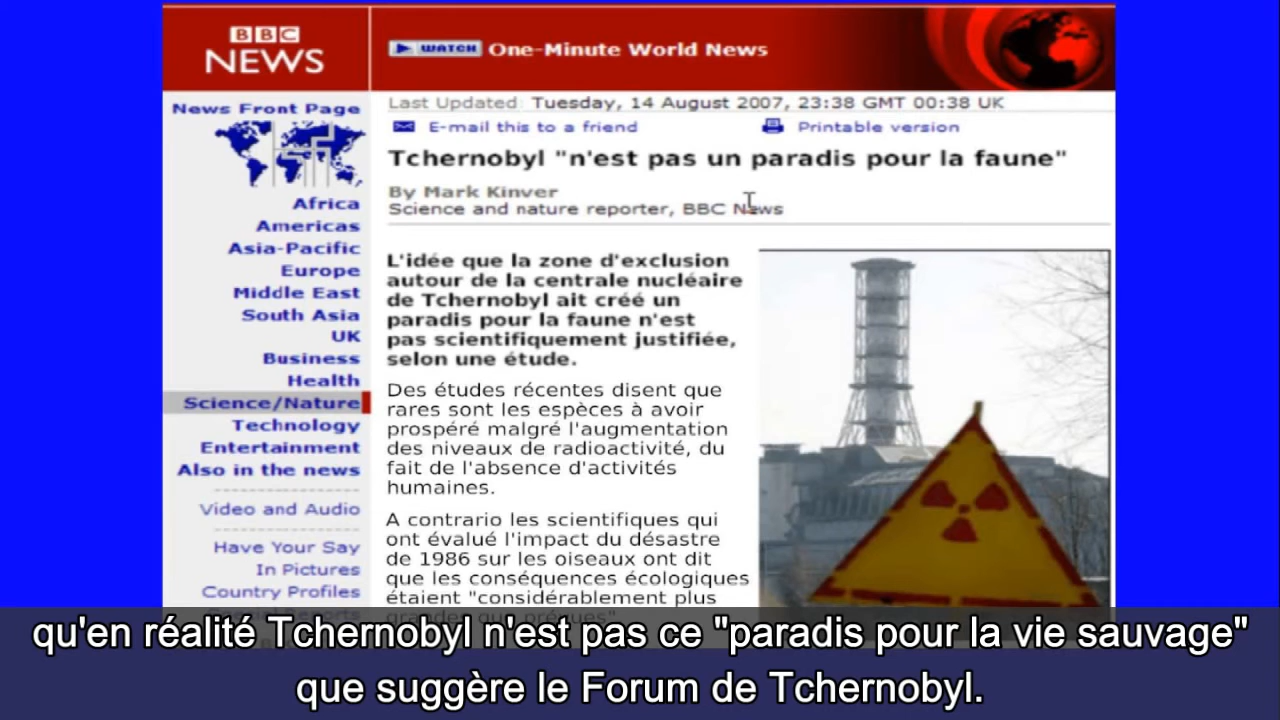 BBC
NEWS
WATCH One-Minute World News
Last Updated: Tuesday, 14 August 2007, 23:38 GMT 00:38 UK
E-mail this to a friend
Printable version
Tchernobyl "n'est pas un paradis pour la faune"
By Mark Kinver
Science and nature reporter, BBC News
News Front Page
Africa
Americas
Asia-Pacific
Europe
Middle East
South Asia
UK
Business
Health
Science/Nature
Technology
Entertainment
Also in the news
Video and Audio
Have Your Say
In Pictures
Country Profiles
Special Reports
L'idée que la zone d'exclusion
autour de la centrale nucléaire
de Tchernobyl ait créé un
paradis pour la faune n'est
pas scientifiquement justifiée,
selon une étude.
Des études récentes disent que
rares sont les espèces à avoir
prospéré malgré l'augmentation
des niveaux de radioactivité, du
fait de l'absence d'activités
humaines.
A contrario les scientifiques qui
ont évalué l'impact du désastre
de 1986 sur les oiseaux ont dit
que les conséquences écologiques
étaient "considérablement plus
grandes que prévues".
qu'en réalité Tchernobyl n'est pas ce "paradis pour la vie sauvage"
que suggère le Forum de Tchernobyl.